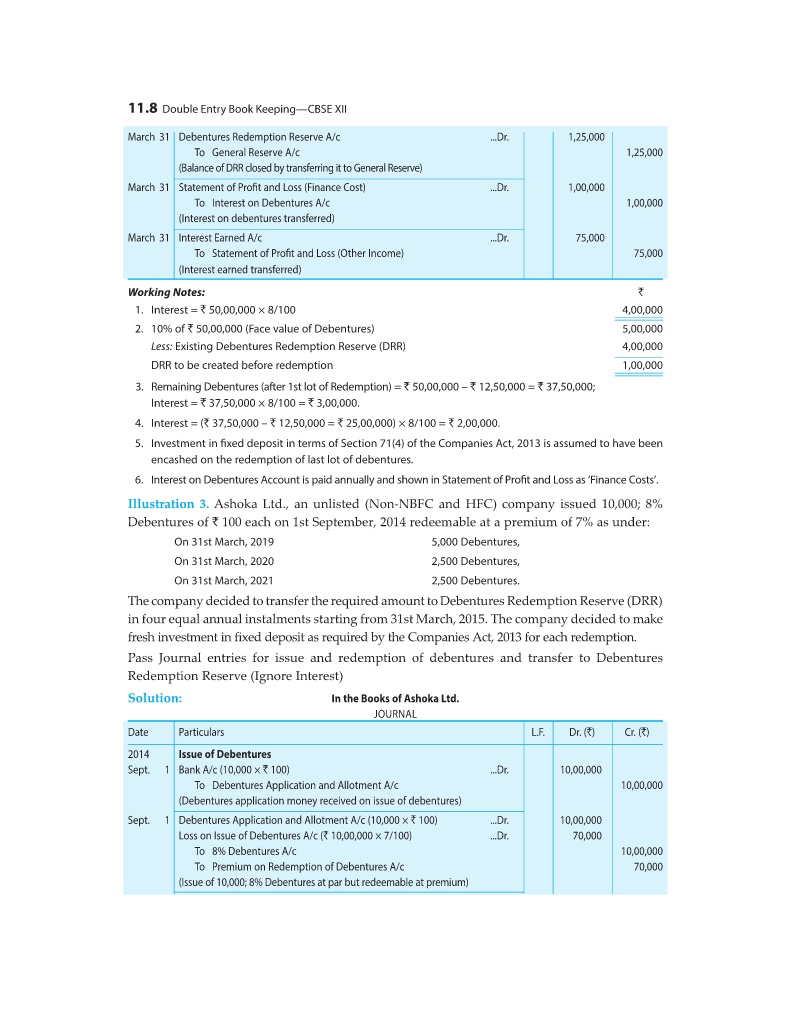 11.8 Double Entry Book Keeping—CBSE XII
March 31 Debentures Redemption Reserve A/c ...Dr. 1,25,000
To General Reserve A/c 1,25,000
(Balance of DRR closed by transferring it to General Reserve)
March 31 Statement of Profit and Loss (Finance Cost) ...Dr. 1,00,000
To Interest on Debentures A/c 1,00,000
(Interest on debentures transferred)
March 31 Interest Earned A/c ...Dr. 75,000
To Statement of Profit and Loss (Other Income) 75,000
(Interest earned transferred)
Working Notes: ₹
1. Interest = ₹ 50,00,000 × 8/100 4,00,000
2. 10% of ₹ 50,00,000 (Face value of Debentures) 5,00,000
Less: Existing Debentures Redemption Reserve (DRR) 4,00,000
DRR to be created before redemption 1,00,000
3. Remaining Debentures (after 1st lot of Redemption) = ₹ 50,00,000 – ₹ 12,50,000 = ₹ 37,50,000;
Interest = ₹ 37,50,000 × 8/100 = ₹ 3,00,000.
4. Interest = (₹ 37,50,000 – ₹ 12,50,000 = ₹ 25,00,000) × 8/100 = ₹ 2,00,000.
5. Investment in fixed deposit in terms of Section 71(4) of the Companies Act, 2013 is assumed to have been
encashed on the redemption of last lot of debentures.
6. Interest on Debentures Account is paid annually and shown in Statement of Profit and Loss as ‘Finance Costs’.
Illustration 3. Ashoka Ltd., an unlisted (Non-NBFC and HFC) company issued 10,000; 8%
Debentures of ₹ 100 each on 1st September, 2014 redeemable at a premium of 7% as under:
On 31st March, 2019 5,000 Debentures,
On 31st March, 2020 2,500 Debentures,
On 31st March, 2021 2,500 Debentures.
The company decided to transfer the required amount to Debentures Redemption Reserve (DRR)
in four equal annual instalments starting from 31st March, 2015. The company decided to make
fresh investment in fixed deposit as required by the Companies Act, 2013 for each redemption.
Pass Journal entries for issue and redemption of debentures and transfer to Debentures
Redemption Reserve (Ignore Interest)
Solution: In the Books of Ashoka Ltd.
JOURNAL
Date Particulars L.F. Dr. (₹) Cr. (₹)
2014 Issue of Debentures
Sept. 1 Bank A/c (10,000 × ₹ 100) ...Dr. 10,00,000
To Debentures Application and Allotment A/c 10,00,000
(Debentures application money received on issue of debentures)
Sept. 1 Debentures Application and Allotment A/c (10,000 × ₹ 100) ...Dr. 10,00,000
Loss on Issue of Debentures A/c (₹ 10,00,000 × 7/100) ...Dr. 70,000
To 8% Debentures A/c 10,00,000
To Premium on Redemption of Debentures A/c 70,000
(Issue of 10,000; 8% Debentures at par but redeemable at premium)